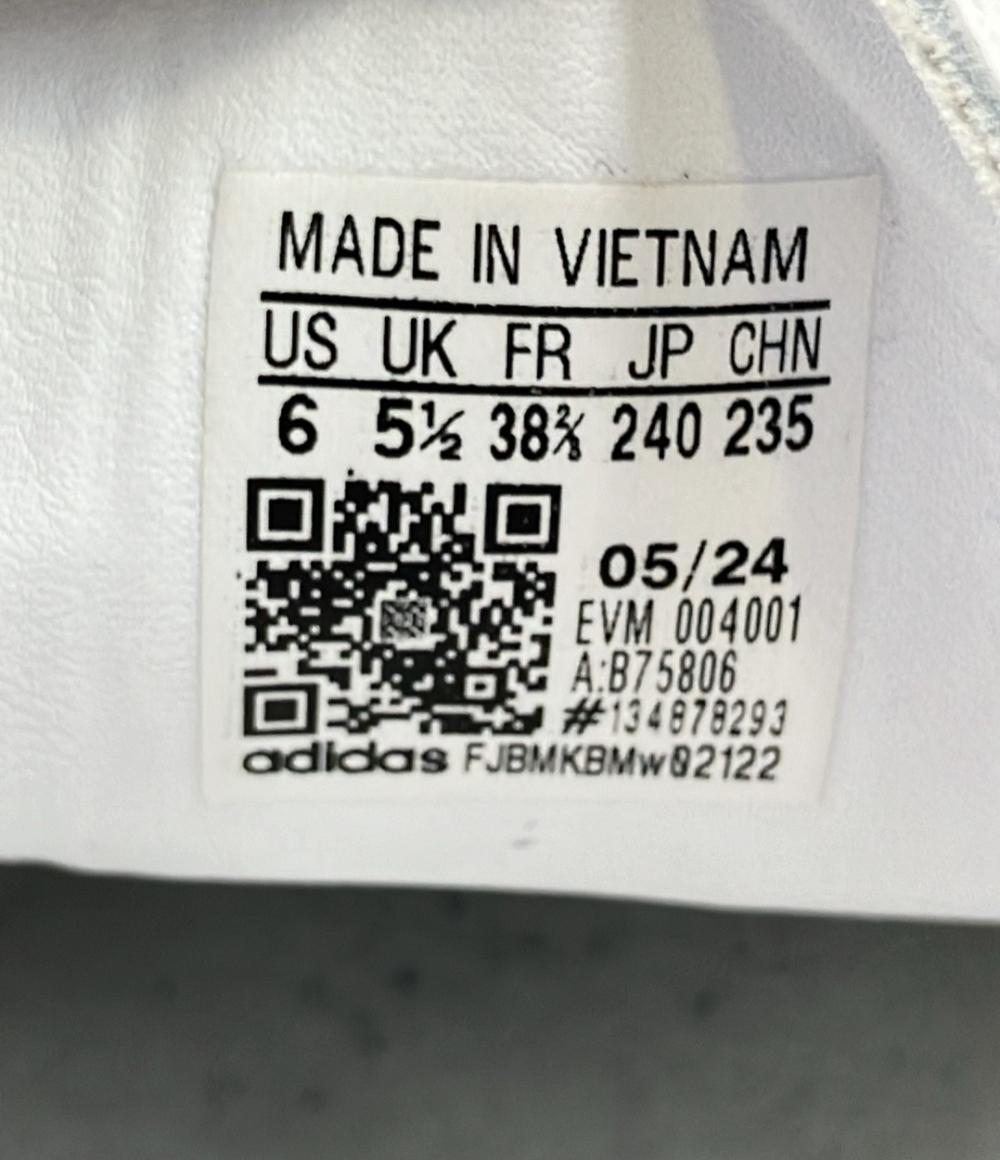 MADE IN VIETNAM
US UK FR JP CHN
6 5½ 38⅔ 240 235
05/24
EVM 004001
A:B75806
#134878293
adidas FJBMKBMw02122